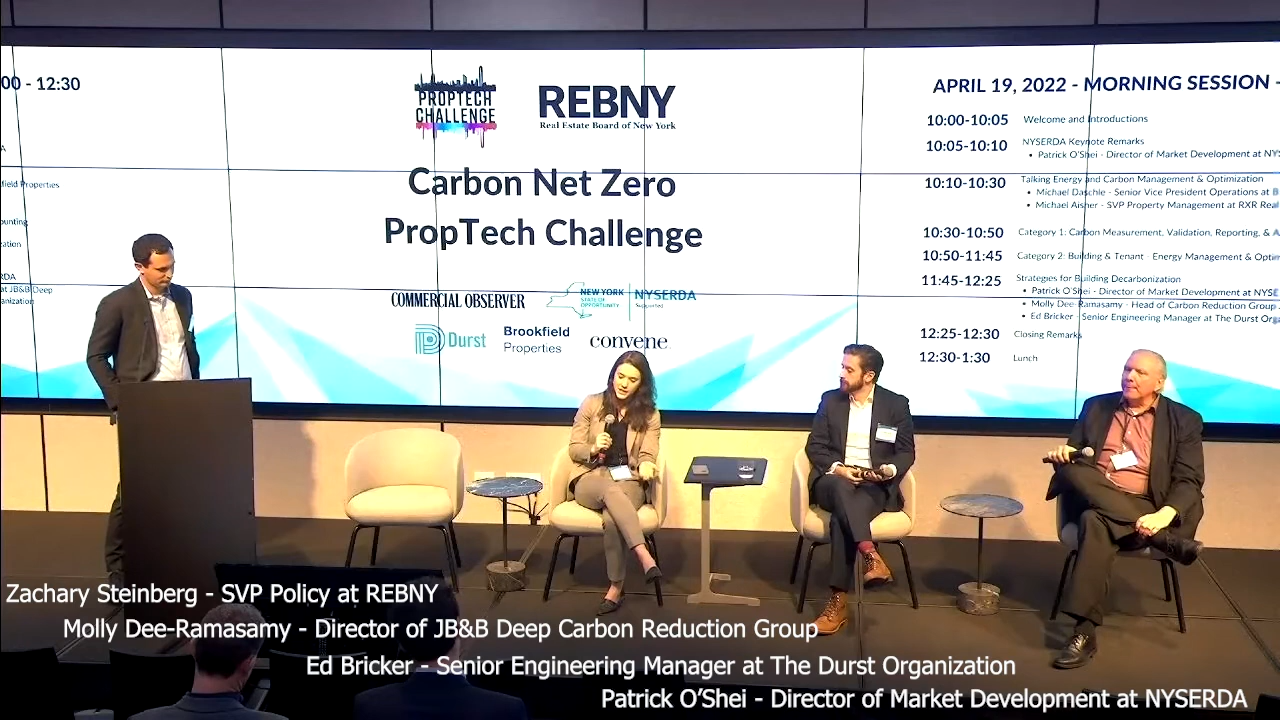 00 - 12:30
field Properties
ounting
zation
RDA
at JB&B Deep
anization
PROPTECH
CHALLENGE
REBNY
Real Estate Board of New York
Carbon Net Zero
PropTech Challenge
COMMERCIAL OBSERVER
NEW YORK
STATE OF
OPPORTUNITY
NYSERDA
Supported
Durst
Brookfield
Properties
convene
APRIL 19, 2022 - MORNING SESSION -
10:00-10:05 Welcome and Introductions
10:05-10:10 NYSERDA Keynote Remarks
• Patrick O'Shei - Director of Market Development at NYS
10:10-10:30 Talking Energy and Carbon Management & Optimization
• Michael Daschle - Senior Vice President Operations at B
• Michael Aisner - SVP Property Management at RXR Real
10:30-10:50 Category 1: Carbon Measurement, Validation, Reporting, & A
10:50-11:45 Category 2: Building & Tenant - Energy Management & Optim
11:45-12:25 Strategies for Building Decarbonization
• Patrick O'Shei - Director of Market Development at NYSE
• Molly Dee-Ramasamy - Head of Carbon Reduction Group
• Ed Bricker - Senior Engineering Manager at The Durst Orga
12:25-12:30 Closing Remarks
12:30-1:30 Lunch
Zachary Steinberg - SVP Policy at REBNY
Molly Dee-Ramasamy - Director of JB&B Deep Carbon Reduction Group
Ed Bricker - Senior Engineering Manager at The Durst Organization
Patrick O'Shei - Director of Market Development at NYSERDA